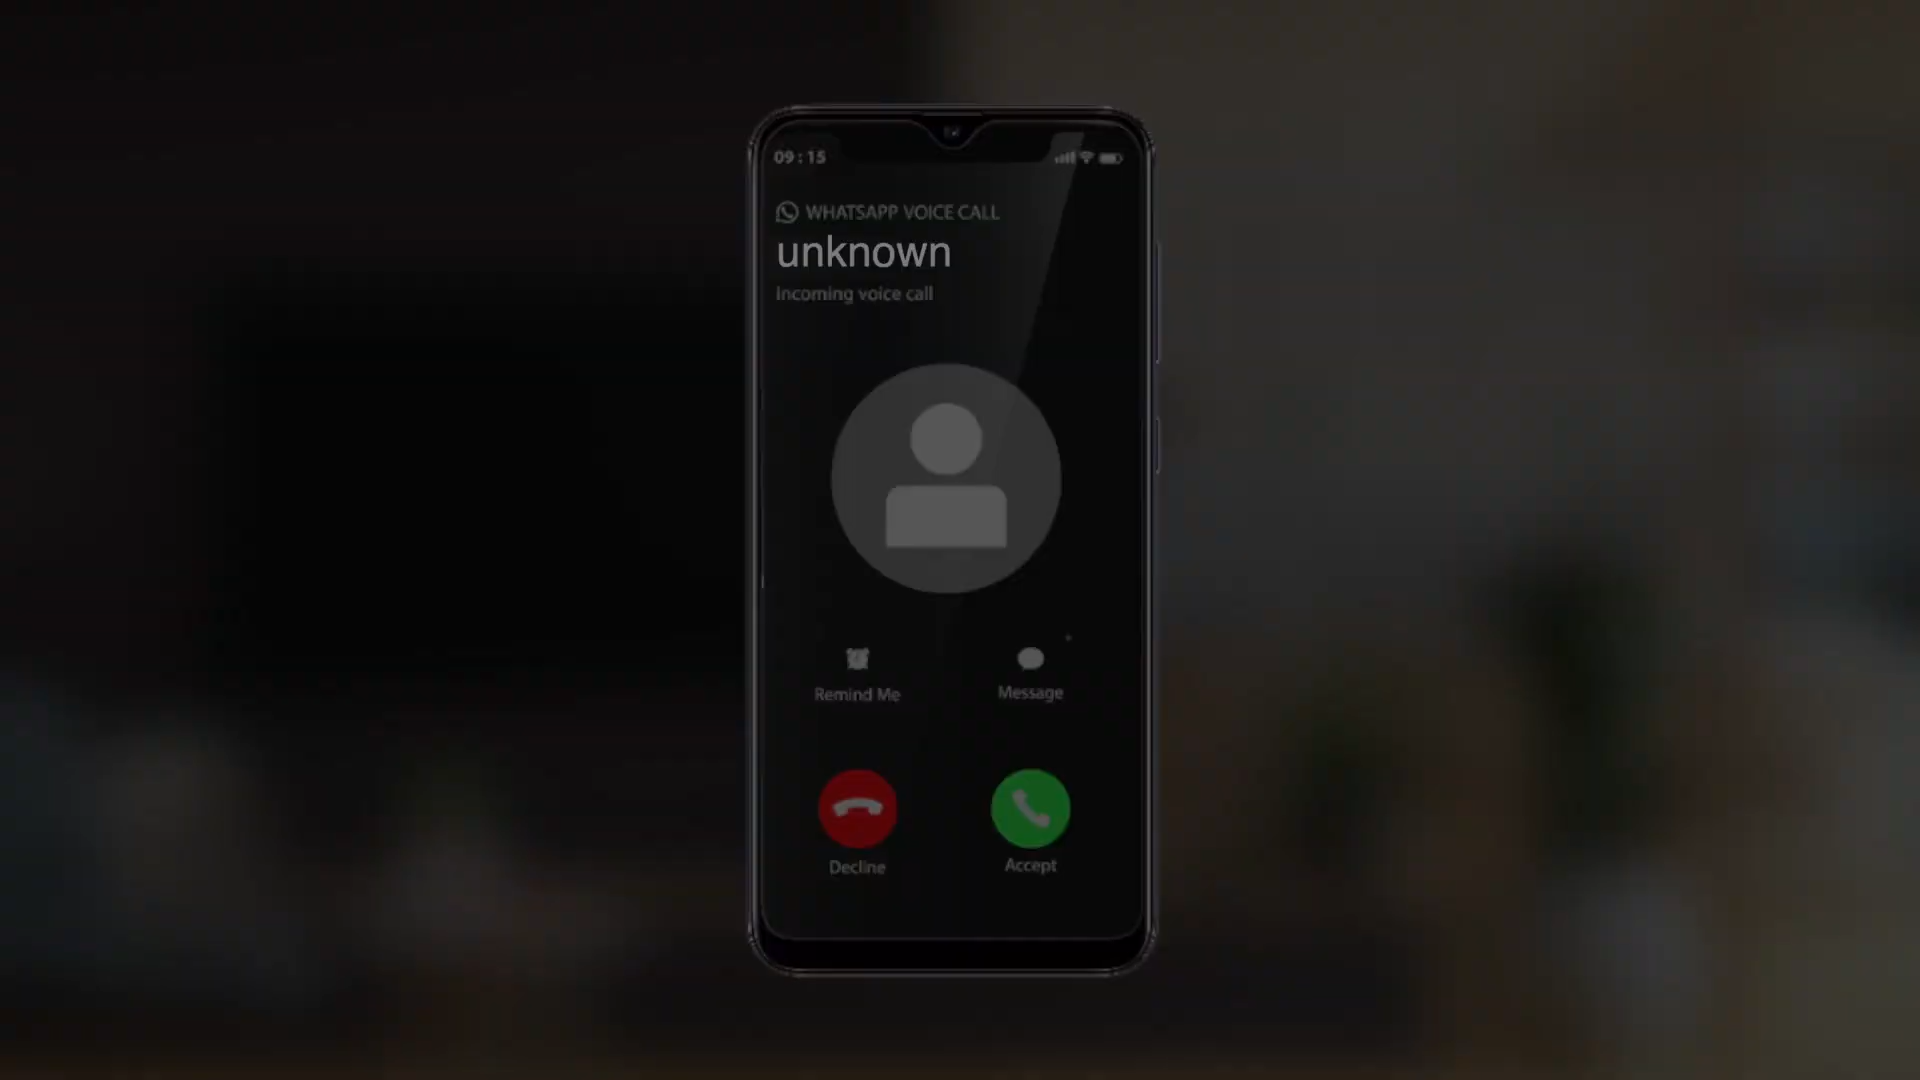 09:15
WHATSAPP VOICE CALL
unknown
Incoming voice call
Remind Me
Message
Decline
Accept